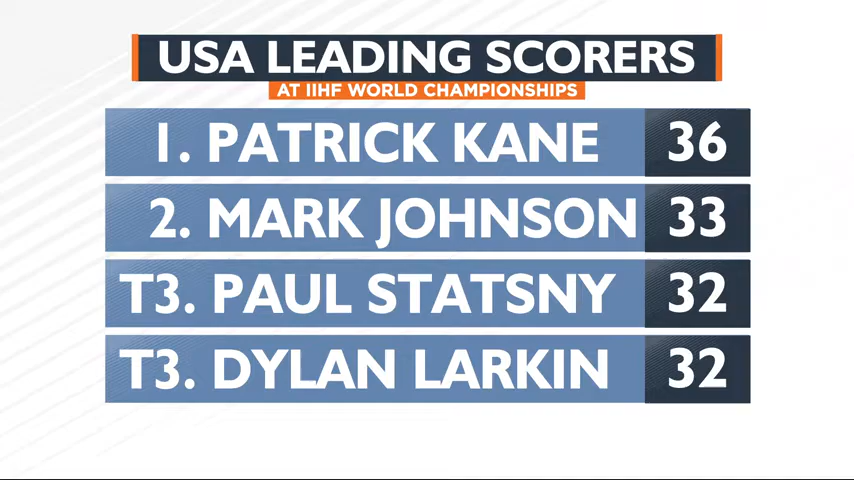 USA LEADING SCORERS
AT IIHF WORLD CHAMPIONSHIPS
1. PATRICK KANE 36
2. MARK JOHNSON 33
T3. PAUL STATSNY 32
T3. DYLAN LARKIN 32